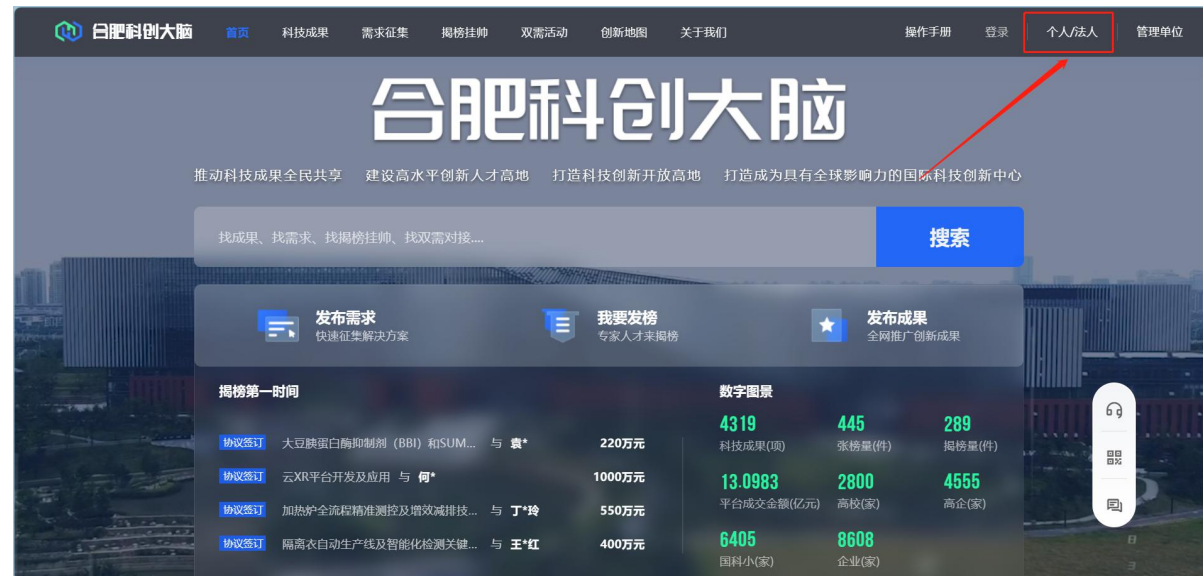 合肥科创大脑 首页 科技成果 需求征集 揭榜挂帅 双需活动 创新地图 关于我们 操作手册 登录 个人/法人 管理单位
合肥科创大脑
推动科技成果全民共享 建设高水平创新人才高地 打造科技创新开放高地 打造成为具有全球影响力的国际科技创新中心
找成果、找需求、找揭榜挂帅、找双需对接.... 搜索
发布需求 我要发榜 发布成果
快速征集解决方案 专家人才来揭榜 全网推广创新成果
揭榜第一时间 数字图景
4319 445 289
科技成果(项) 张榜量(件) 揭榜量(件)
协议签订 大豆胰蛋白酶抑制剂（BBI）和SUM... 与 袁* 220万元
协议签订 云XR平台开发及应用 与 何* 1000万元
13.0983 2800 4555
平台成交金额(亿元) 高校(家) 高企(家)
协议签订 加热炉全流程精准测控及增效减排技... 与 丁*玲 550万元
协议签订 隔离衣自动生产线及智能化检测关键... 与 王*红 400万元
6405 8608
国科小(家) 企业(家)